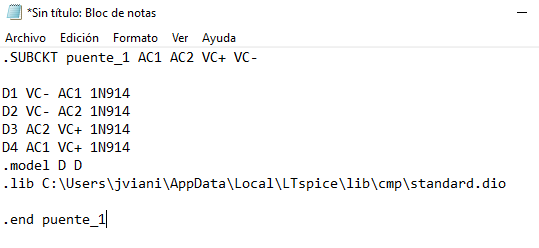 *Sin título: Bloc de notas
Archivo Edición Formato Ver Ayuda
.SUBCKT puente_1 AC1 AC2 VC+ VC-
D1 VC- AC1 1N914
D2 VC- AC2 1N914
D3 AC2 VC+ 1N914
D4 AC1 VC+ 1N914
.model D D
.lib C:\Users\jviani\AppData\Local\LTspice\lib\cmp\standard.dio
.end puente_1